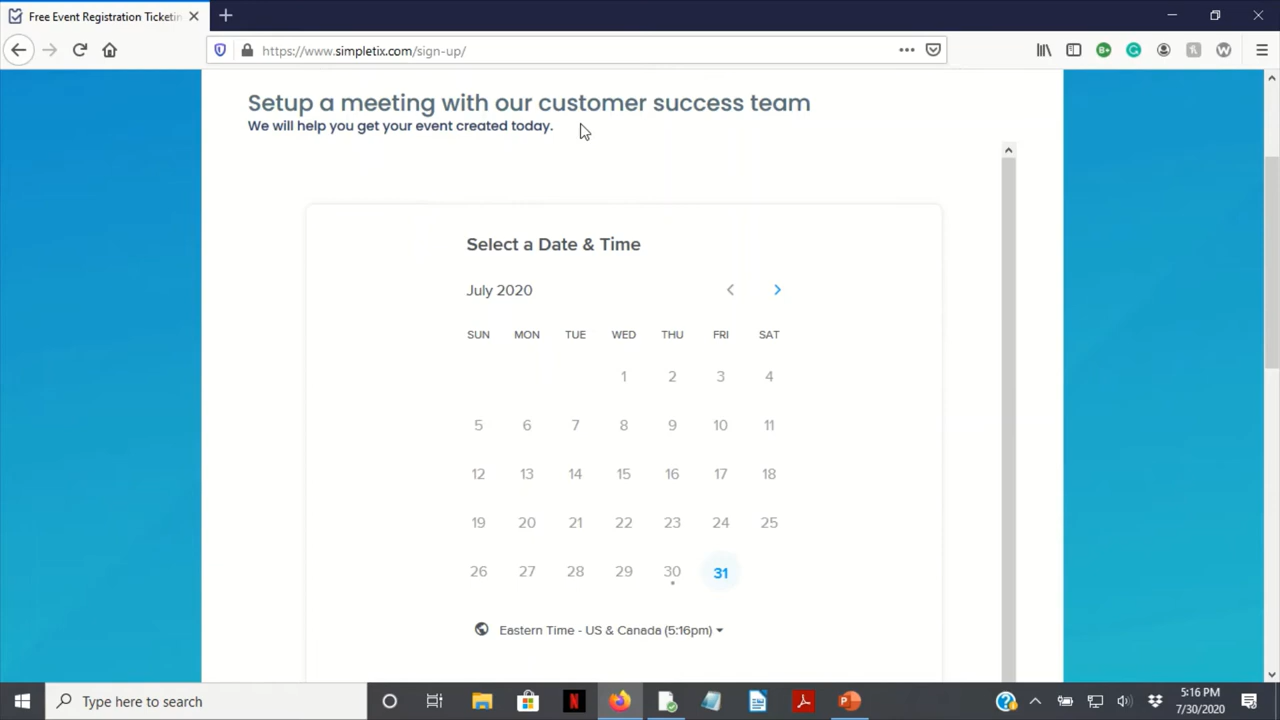 Free Event Registration Ticketin
https://www.simpletix.com/sign-up/
Setup a meeting with our customer success team
We will help you get your event created today.
Select a Date & Time
July 2020
SUN MON TUE WED THU FRI SAT
1 2 3 4
5 6 7 8 9 10 11
12 13 14 15 16 17 18
19 20 21 22 23 24 25
26 27 28 29 30 31
Eastern Time - US & Canada (5:16pm)
Type here to search
5:16 PM
7/30/2020